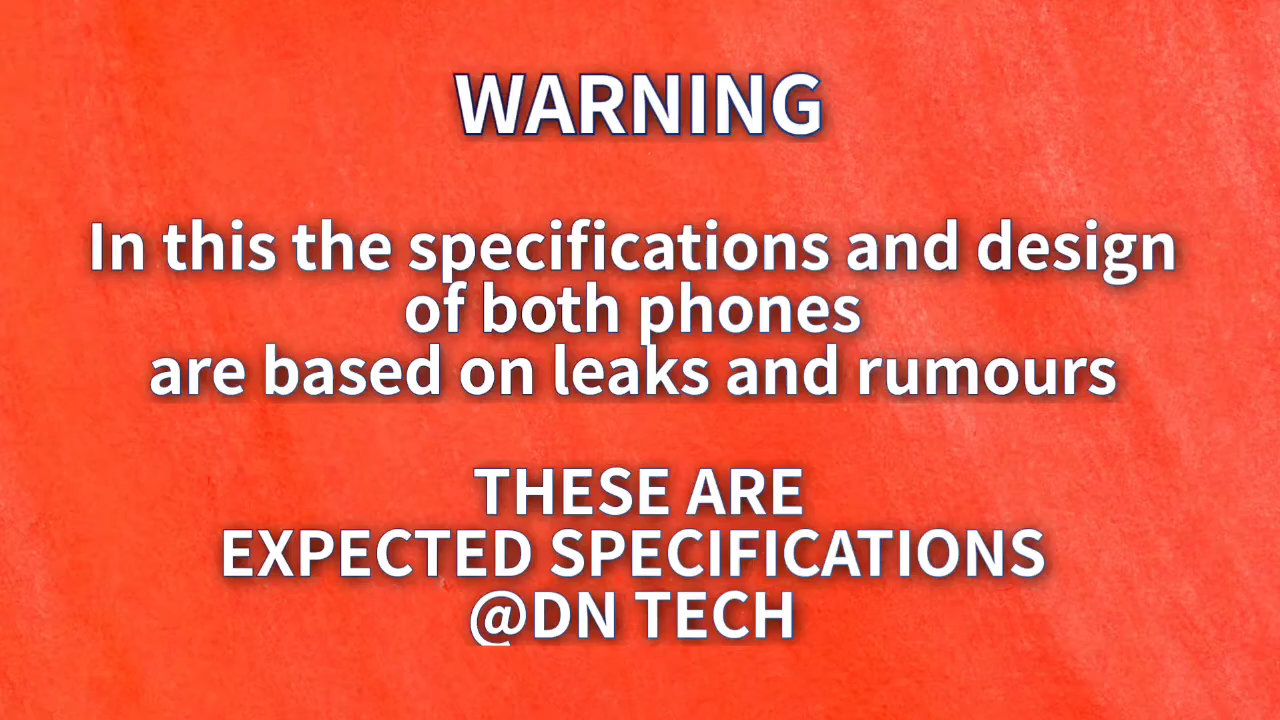 WARNING
In this the specifications and design
of both phones
are based on leaks and rumours
THESE ARE
EXPECTED SPECIFICATIONS
@DN TECH